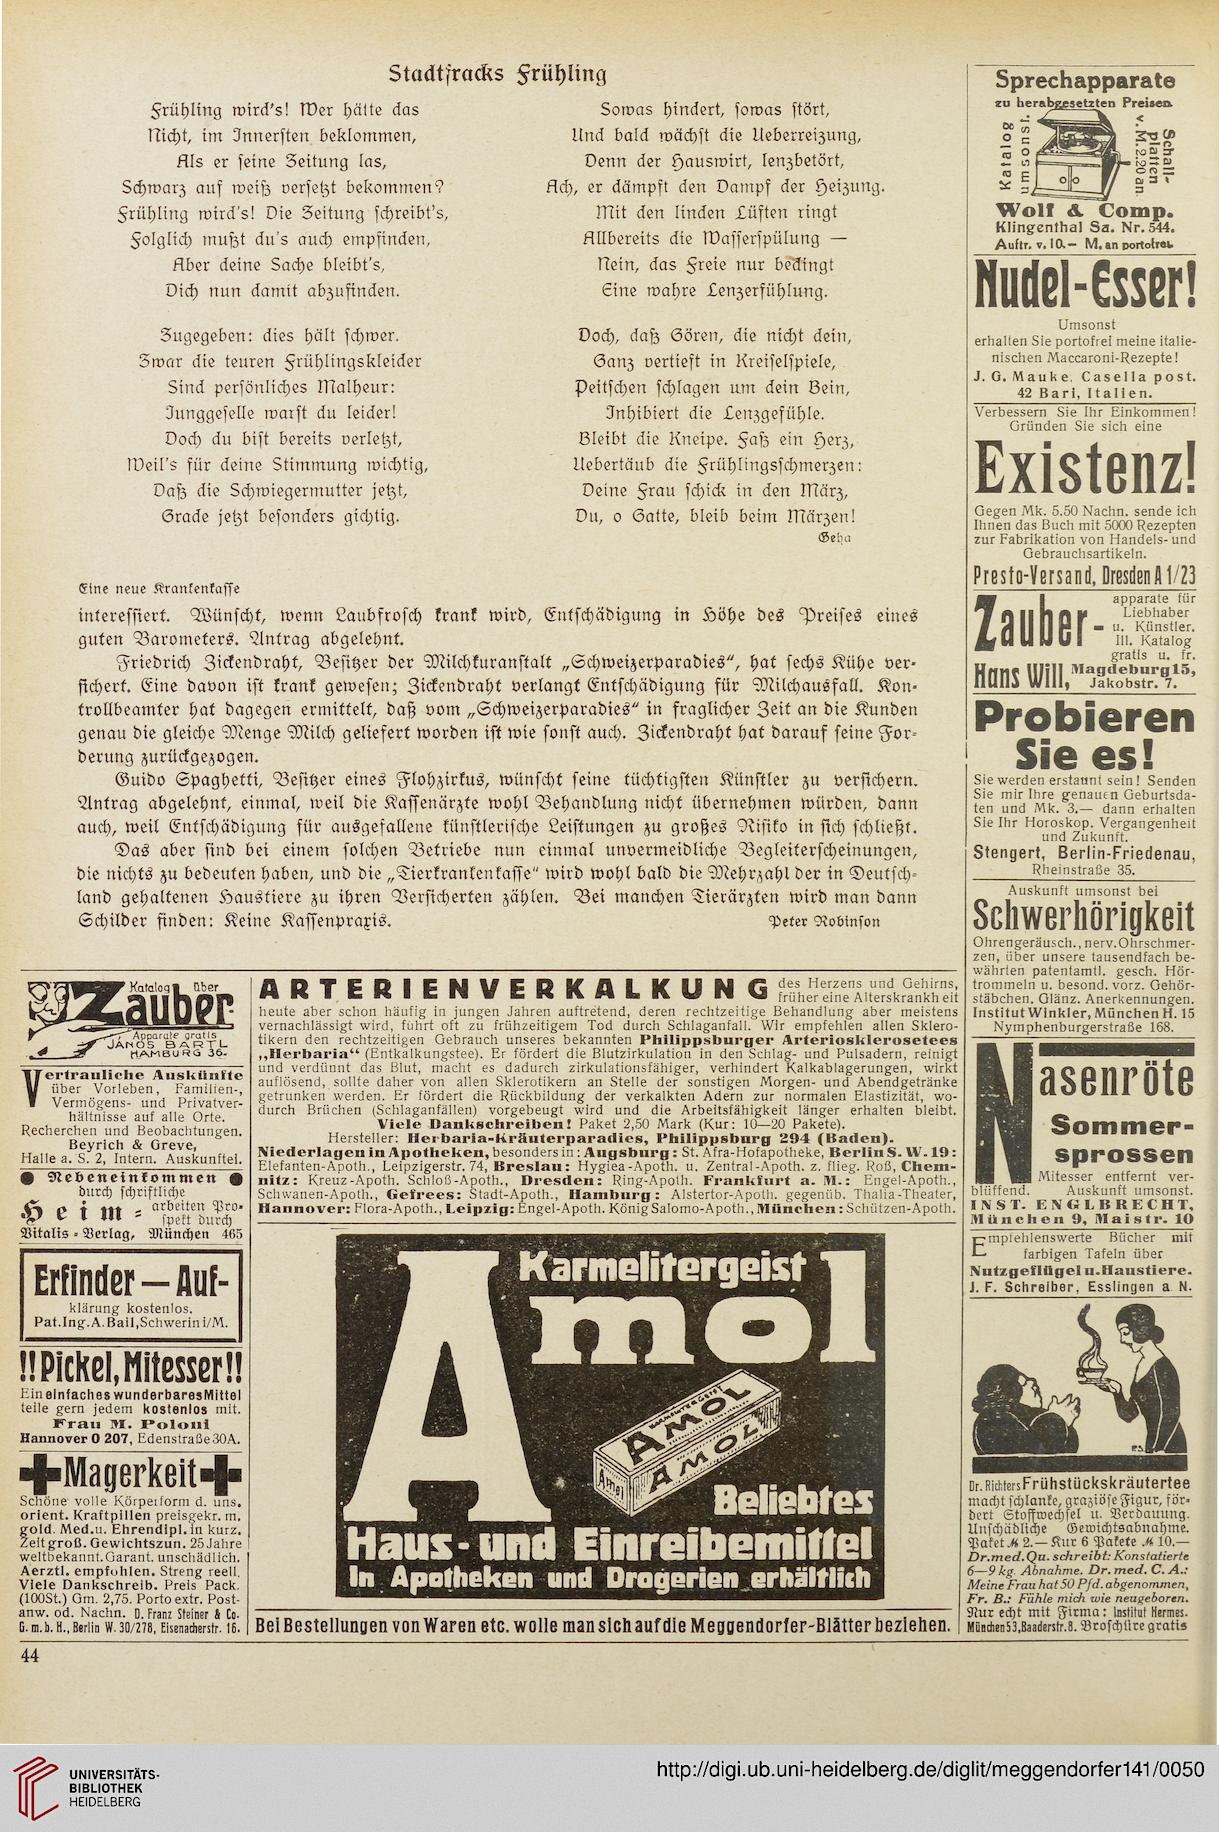 Stadtfracks Frühling
Frühling wird's! Wer hätte das
Nicht, im Innersten beklommen,
Als er seine Zeitung las,
Schwarz auf weiß versetzt bekommen?
Frühling wird's! Die Zeitung schreibt's,
Folglich mußt du's auch empfinden,
Aber deine Sache bleibt's,
Dich nun damit abzufinden.
Zugegeben: dies hält schwer.
Zwar die teuren Frühlingskleider
Sind persönliches Malheur:
Junggeselle warst du leider!
Doch du bist bereits verletzt,
Weil's für deine Stimmung wichtig,
Daß die Schwiegermutter jetzt,
Grade jetzt besonders gichtig.
Sowas hindert, sowas stört,
Und bald wächst die Ueberreizung,
Denn der Hauswirt, lenzbetört,
Ach, er dämpft den Dampf der Heizung.
Mit den linden Lüften ringt
Allbereits die Wasserspülung —
Nein, das Freie nur bedingt
Eine wahre Lenzerfühlung.
Doch, daß Gören, die nicht dein,
Ganz vertieft in Kreiselspiele,
Peitschen schlagen um dein Bein,
Inhibiert die Lenzgefühle.
Bleibt die Kneipe. Faß ein Herz,
Uebertäub die Frühlingsschmerzen:
Deine Frau schick in den März,
Du, o Gatte, bleib beim Märzen!
Geha
Eine neue Krankenkasse
interessiert. Wünscht, wenn Laubfrosch krank wird, Entschädigung in Höhe des Preises eines
guten Barometers. Antrag abgelehnt.
Friedrich Zickendraht, Besitzer der Milchkuranstalt „Schweizerparadies“, hat sechs Kühe ver-
sichert. Eine davon ist krank gewesen; Zickendraht verlangt Entschädigung für Milchausfall. Kon-
trollbeamter hat dagegen ermittelt, daß vom „Schweizerparadies“ in fraglicher Zeit an die Kunden
genau die gleiche Menge Milch geliefert worden ist wie sonst auch. Zickendraht hat darauf seine For-
derung zurückgezogen.
Guido Spaghetti, Besitzer eines Flohzirkus, wünscht seine tüchtigsten Künstler zu versichern.
Antrag abgelehnt, einmal, weil die Kassenärzte wohl Behandlung nicht übernehmen würden, dann
auch, weil Entschädigung für ausgefallene künstlerische Leistungen zu großes Risiko in sich schließt.
Das aber sind bei einem solchen Betriebe nun einmal unvermeidliche Begleiterscheinungen,
die nichts zu bedeuten haben, und die „Tierkrankenkasse“ wird wohl bald die Mehrzahl der in Deutsch-
land gehaltenen Haustiere zu ihren Versicherten zählen. Bei manchen Tierärzten wird man dann
Schilder finden: Keine Kassenpraxis. Peter Robinson
Katalog über
Zauber-
Apparate gratis
JANOS BARTL
HAMBURG 36.
Vertrauliche Auskünfte
über Vorleben, Familien-,
Vermögens- und Privatver-
hältnisse auf alle Orte.
Recherchen und Beobachtungen.
Beyrich & Greve,
Halle a. S. 2, Intern. Auskunftei.
● Nebeneinkommen ●
durch schriftliche
Heim- arbeiten Pro-
spekt durch
Vitalis-Verlag, München 465
Erfinder — Auf-
klärung kostenlos.
Pat.Ing.A.Bail,Schwerin i/M.
!!Pickel, Mitesser!!
Ein einfaches wunderbares Mittel
teile gern jedem kostenlos mit.
Frau M. Poloni
Hannover O 207, Edenstraße 30A.
Magerkeit
Schöne volle Körperform d. uns.
orient. Kraftpillen preisgekr. m.
gold. Med.u. Ehrendipl. in kurz.
Zeit groß. Gewichtszun. 25 Jahre
weltbekannt. Garant. unschädlich.
Aerztl. empfohlen. Streng reell.
Viele Dankschreib. Preis Pack.
(100St.) Gm. 2,75. Porto extr. Post-
anw. od. Nachn. D. Franz Steiner & Co.
G. m. b. H., Berlin W. 30/278, Eisenacherstr. 16.
ARTERIENVERKALKUNG des Herzens und Gehirns,
früher eine Alterskrankheit
heute aber schon häufig in jungen Jahren auftretend, deren rechtzeitige Behandlung aber meistens
vernachlässigt wird, führt oft zu frühzeitigem Tod durch Schlaganfall. Wir empfehlen allen Sklero-
tikern den rechtzeitigen Gebrauch unseres bekannten Philippsburger Arteriosklerosetees
„Herbaria“ (Entkalkungstee). Er fördert die Blutzirkulation in den Schlag- und Pulsadern, reinigt
und verdünnt das Blut, macht es dadurch zirkulationsfähiger, verhindert Kalkablagerungen, wirkt
auflösend, sollte daher von allen Sklerotikern an Stelle der sonstigen Morgen- und Abendgetränke
getrunken werden. Er fördert die Rückbildung der verkalkten Adern zur normalen Elastizität, wo-
durch Brüchen (Schlaganfällen) vorgebeugt wird und die Arbeitsfähigkeit länger erhalten bleibt.
Viele Dankschreiben! Paket 2,50 Mark (Kur: 10—20 Pakete).
Hersteller: Herbaria-Kräuterparadies, Philippsburg 294 (Baden).
Niederlagen in Apotheken, besonders in: Augsburg: St. Afra-Hofapotheke, Berlin S. W. 19:
Elefanten-Apoth., Leipzigerstr. 74, Breslau: Hygiea-Apoth. u. Zentral-Apoth. z. flieg. Roß, Chem-
nitz: Kreuz-Apoth. Schloß-Apoth., Dresden: Ring-Apoth. Frankfurt a. M.: Engel-Apoth.,
Schwanen-Apoth., Gefrees: Stadt-Apoth., Hamburg: Alstertor-Apoth. gegenüb. Thalia-Theater,
Hannover: Flora-Apoth., Leipzig: Engel-Apoth. König Salomo-Apoth., München: Schützen-Apoth.
Karmelitergeist
Amol
KARMELITERGEIST
AMOL
AMOL
Amol
Beliebtes
Haus- und Einreibemittel
In Apotheken und Drogerien erhältlich
Bei Bestellungen von Waren etc. wolle man sich auf die Meggendorfer-Blätter beziehen.
Sprechapparate
zu herabgesetzten Preisen.
Katalog
umsonst.
Schall-
platten
v. M. 2.20 an
Wolf & Comp.
Klingenthal Sa. Nr. 544.
Auftr. v. 10.— M. an portofrei.
Nudel-Esser!
Umsonst
erhalten Sie portofrei meine italie-
nischen Maccaroni-Rezepte!
J. G. Mauke, Casella post.
42 Bari, Italien.
Verbessern Sie Ihr Einkommen!
Gründen Sie sich eine
Existenz!
Gegen Mk. 5.50 Nachn. sende ich
Ihnen das Buch mit 5000 Rezepten
zur Fabrikation von Handels- und
Gebrauchsartikeln.
Presto-Versand, Dresden A 1/23
Zauber- apparate für
Liebhaber
u. Künstler.
Ill. Katalog
gratis u. fr.
Hans Will, Magdeburg 15,
Jakobstr. 7.
Probieren
Sie es!
Sie werden erstaunt sein! Senden
Sie mir Ihre genauen Geburtsda-
ten und Mk. 3.— dann erhalten
Sie Ihr Horoskop. Vergangenheit
und Zukunft.
Stengert, Berlin-Friedenau,
Rheinstraße 35.
Auskunft umsonst bei
Schwerhörigkeit
Ohrengeräusch., nerv. Ohrschmer-
zen, über unsere tausendfach be-
währten patentamtl. gesch. Hör-
trommeln u. besond. vorz. Gehör-
stäbchen. Glänz. Anerkennungen.
Institut Winkler, München H. 15
Nymphenburgerstraße 168.
Nasenröte
Sommer-
sprossen
Mitesser entfernt ver-
blüffend. Auskunft umsonst.
INST. ENGLBRECHT,
München 9, Maistr. 10
Empfehlenswerte Bücher mit
farbigen Tafeln über
Nutzgeflügel u. Haustiere.
J. F. Schreiber, Esslingen a. N.
Dr. Richters Frühstückskräutertee
macht schlanke, graziöse Figur, för-
dert Stoffwechsel u. Verdauung.
Unschädliche Gewichtsabnahme.
Paket ℳ 2.— Kur 6 Pakete ℳ 10.—
Dr.med.Qu. schreibt: Konstatierte
6—9 kg. Abnahme. Dr. med. C. A.:
Meine Frau hat 50 Pfd. abgenommen,
Fr. B.: Fühle mich wie neugeboren.
Nur echt mit Firma: Institut Hermes.
München 53, Baaderstr. 8. Broschüre gratis
44
UNIVERSITÄTS-
BIBLIOTHEK
HEIDELBERG
http://digi.ub.uni-heidelberg.de/diglit/meggendorfer141/0050